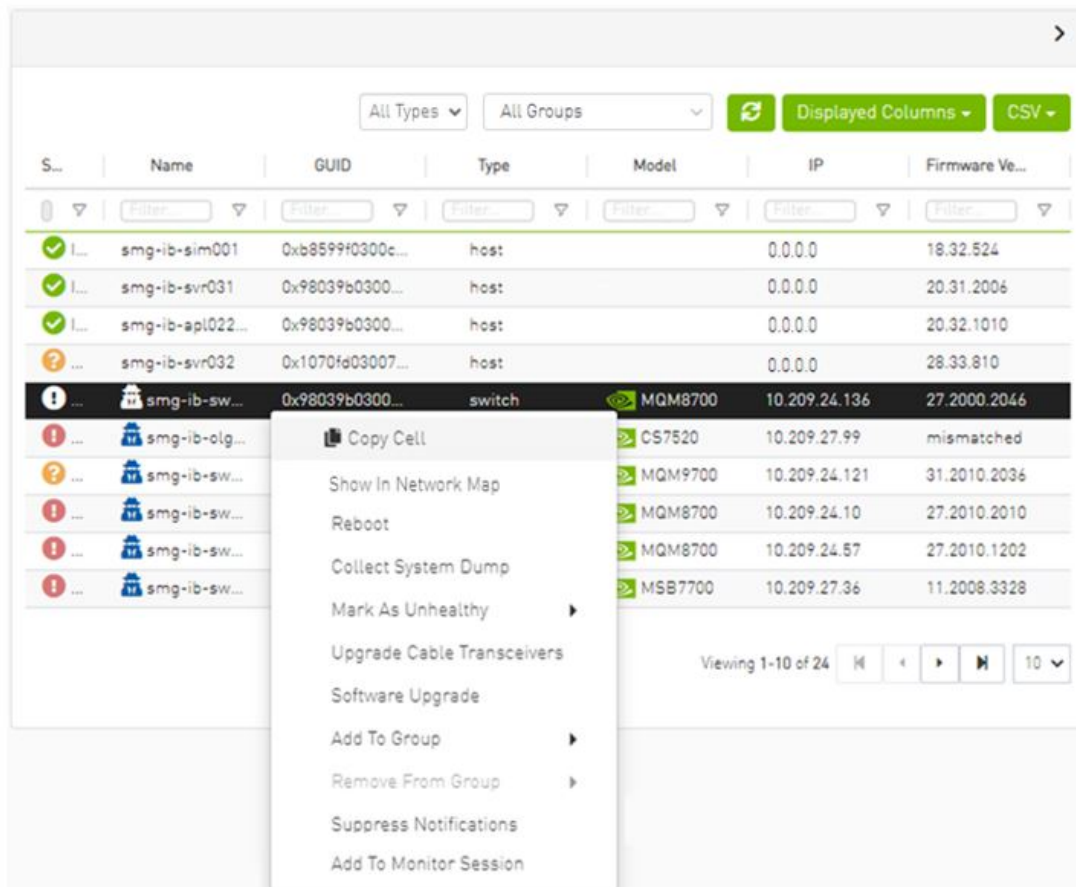 All Types All Groups Displayed Columns CSV
S... Name GUID Type Model IP Firmware Ve...
Filter... Filter... Filter... Filter... Filter... Filter...
I... smg-ib-sim001 0xb8599f0300c... host 0.0.0.0 18.32.524
I... smg-ib-svr031 0x98039b0300... host 0.0.0.0 20.31.2006
I... smg-ib-apl022... 0x98039b0300... host 0.0.0.0 20.32.1010
... smg-ib-svr032 0x1070fd03007... host 0.0.0.0 28.33.810
... smg-ib-sw... 0x98039b0300... switch MQM8700 10.209.24.136 27.2000.2046
... smg-ib-olg... CS7520 10.209.27.99 mismatched
... smg-ib-sw... MQM9700 10.209.24.121 31.2010.2036
... smg-ib-sw... MQM8700 10.209.24.10 27.2010.2010
... smg-ib-sw... MQM8700 10.209.24.57 27.2010.1202
... smg-ib-sw... MSB7700 10.209.27.36 11.2008.3328
Viewing 1-10 of 24 10
Copy Cell
Show In Network Map
Reboot
Collect System Dump
Mark As Unhealthy
Upgrade Cable Transceivers
Software Upgrade
Add To Group
Remove From Group
Suppress Notifications
Add To Monitor Session